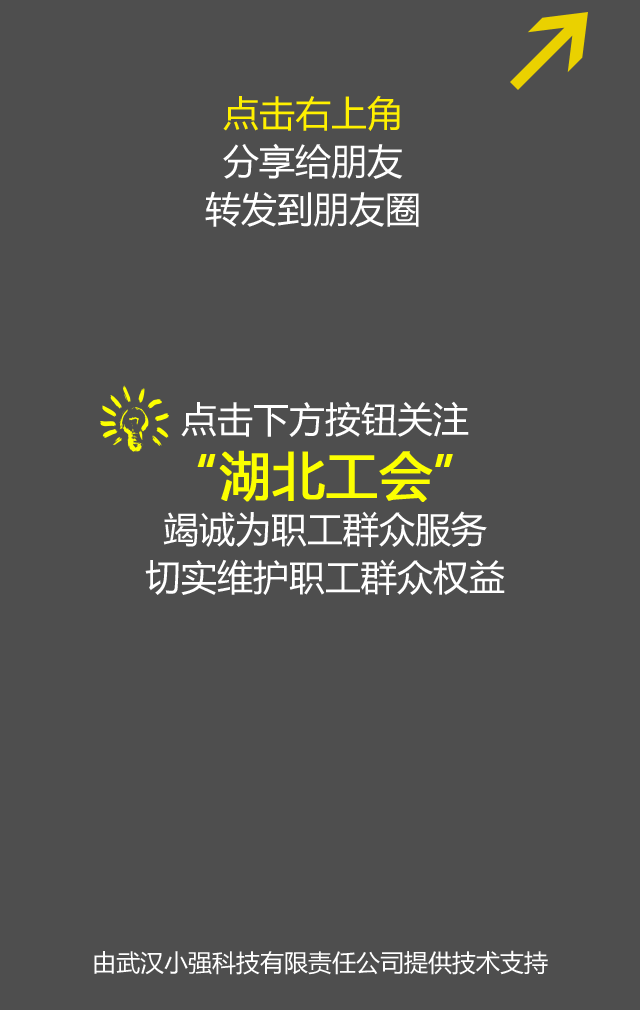 点击右上角
分享给朋友
转发到朋友圈
点击下方按钮关注
“湖北工会”
竭诚为职工群众服务
切实维护职工群众权益
由武汉小强科技有限责任公司提供技术支持